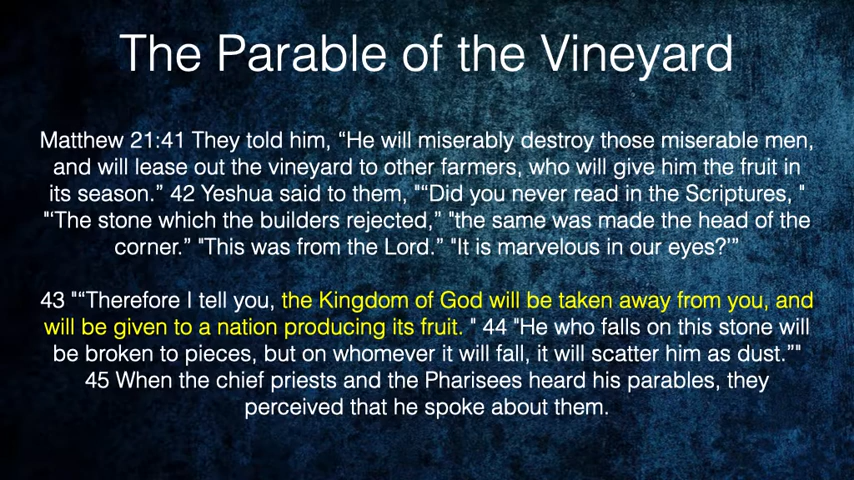 The Parable of the Vineyard
Matthew 21:41 They told him, “He will miserably destroy those miserable men,
and will lease out the vineyard to other farmers, who will give him the fruit in
its season.” 42 Yeshua said to them, "“Did you never read in the Scriptures, "
"‘The stone which the builders rejected,” "the same was made the head of the
corner.” "This was from the Lord.” "It is marvelous in our eyes?’”
43 "“Therefore I tell you, the Kingdom of God will be taken away from you, and
will be given to a nation producing its fruit. " 44 "He who falls on this stone will
be broken to pieces, but on whomever it will fall, it will scatter him as dust.”"
45 When the chief priests and the Pharisees heard his parables, they
perceived that he spoke about them.